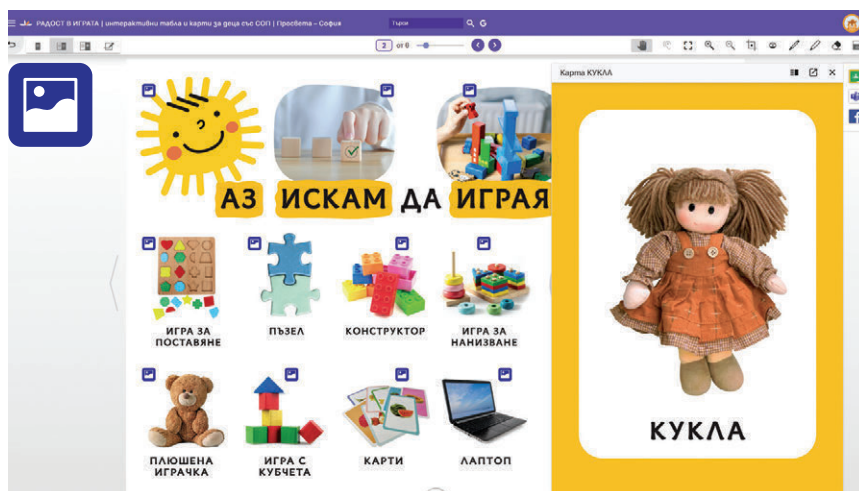 РАДОСТ В ИГРАТА | интерактивни табла и карти за деца със СОП | Просвета – София
Търси
2 от 6
Карта КУКЛА
АЗ ИСКАМ ДА ИГРАЯ
ИГРА ЗА
ПОСТАВЯНЕ
ПЪЗЕЛ
КОНСТРУКТОР
ИГРА ЗА
НАНИЗВАНЕ
ПЛЮШЕНА
ИГРАЧКА
ИГРА С
КУБЧЕТА
КАРТИ
ЛАПТОП
КУКЛА